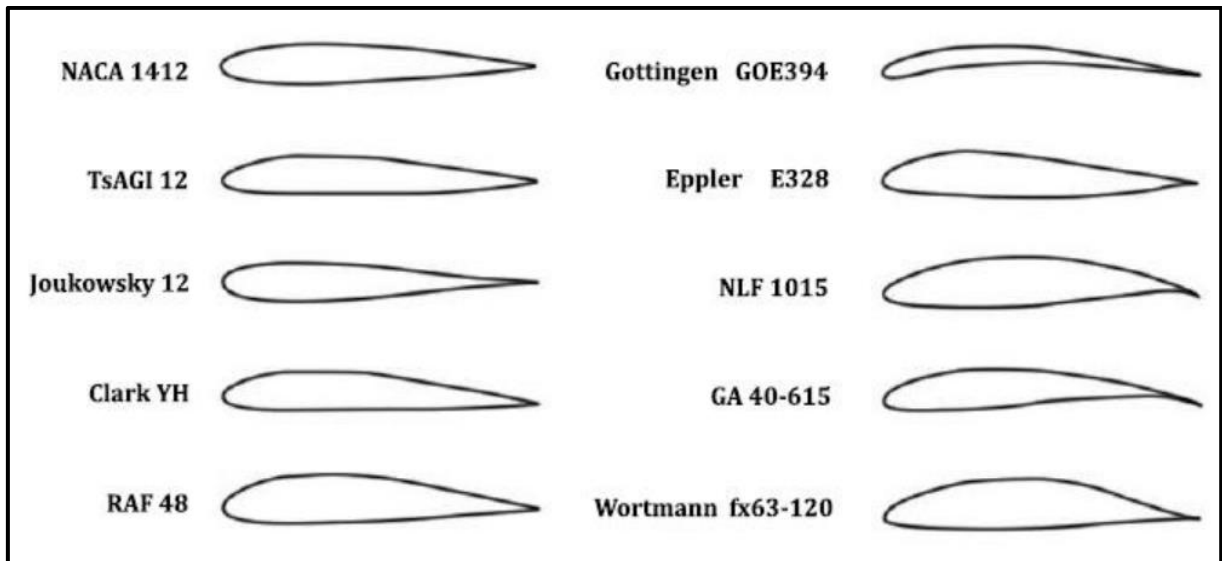 NACA 1412
TsAGI 12
Joukowsky 12
Clark YH
RAF 48
Gottingen GOE394
Eppler E328
NLF 1015
GA 40-615
Wortmann fx63-120